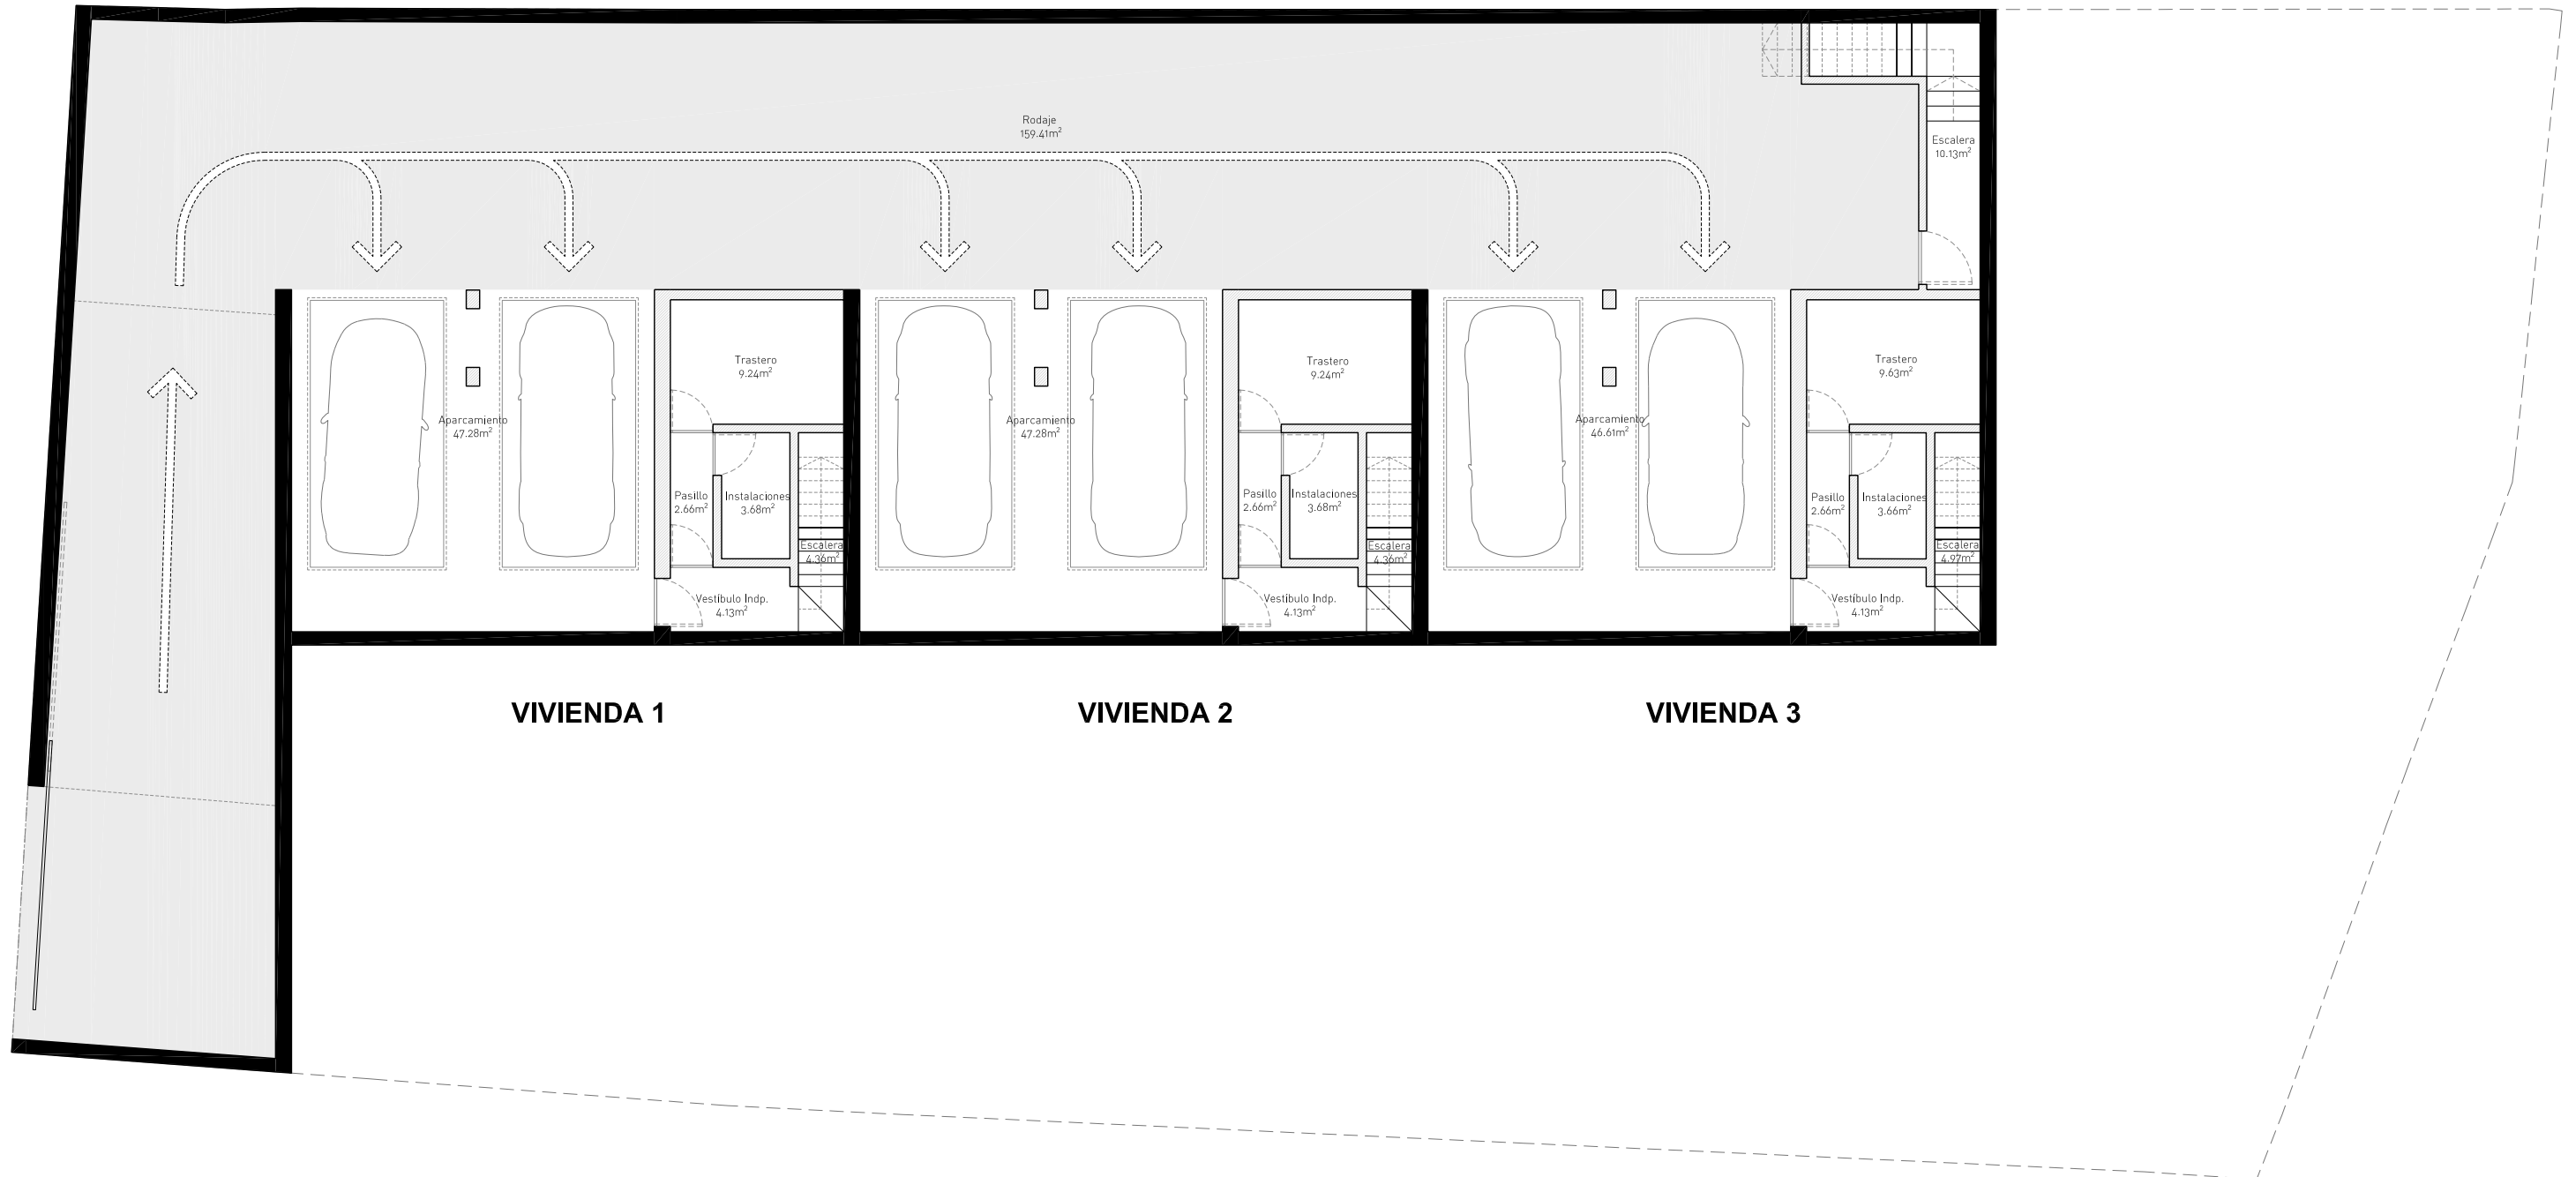 Rodaje
159.41m²
Escalera
10.13m²
Trastero
9.24m²
Aparcamiento
47.28m²
Pasillo
2.66m²
Instalaciones
3.68m²
Escalera
4.36m²
Vestíbulo Indp.
4.13m²
Trastero
9.24m²
Aparcamiento
47.28m²
Pasillo
2.66m²
Instalaciones
3.68m²
Escalera
4.36m²
Vestíbulo Indp.
4.13m²
Trastero
9.63m²
Aparcamiento
46.61m²
Pasillo
2.66m²
Instalaciones
3.66m²
Escalera
4.97m²
Vestíbulo Indp.
4.13m²
VIVIENDA 1
VIVIENDA 2
VIVIENDA 3